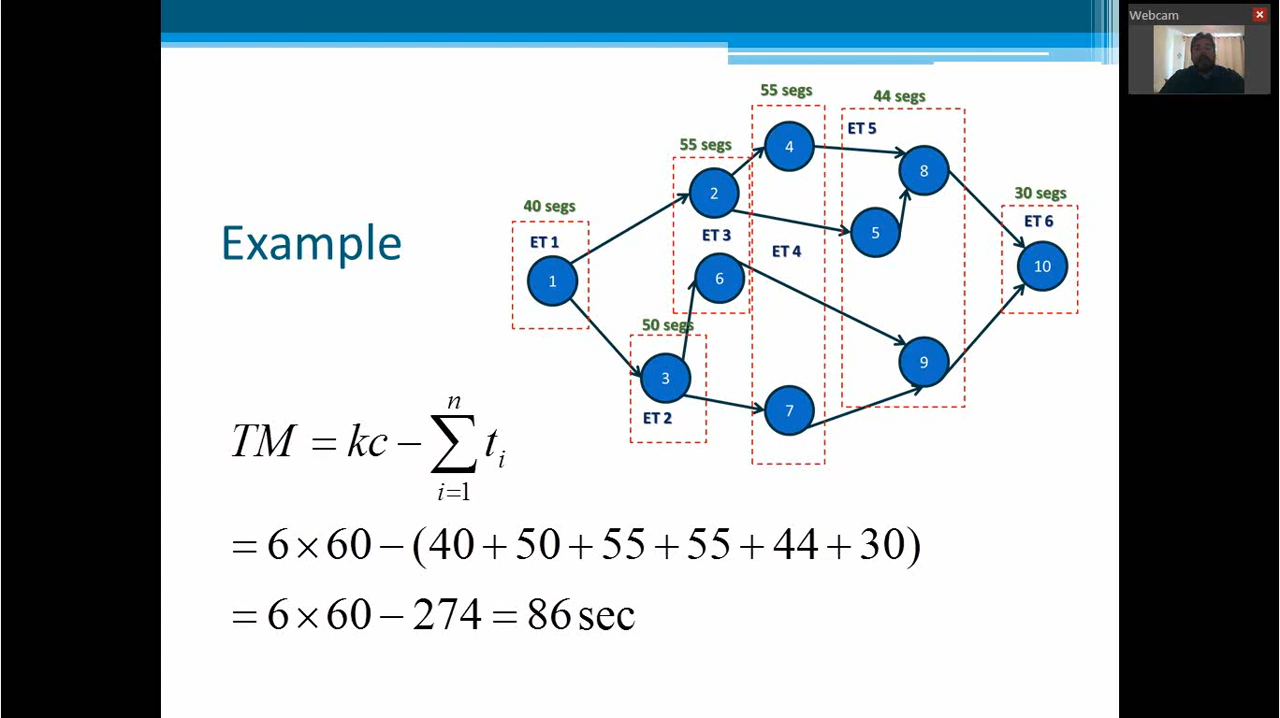 Webcam
55 segs
44 segs
ET 5
4
55 segs
8
2
30 segs
40 segs
ET 6
Example
ET 3
5
ET 1
ET 4
10
1
6
50 segs
9
3
7
ET 2
TM = kc − ∑ᵢ₌₁ⁿ tᵢ
= 6 × 60 − (40 + 50 + 55 + 55 + 44 + 30)
= 6 × 60 − 274 = 86 sec